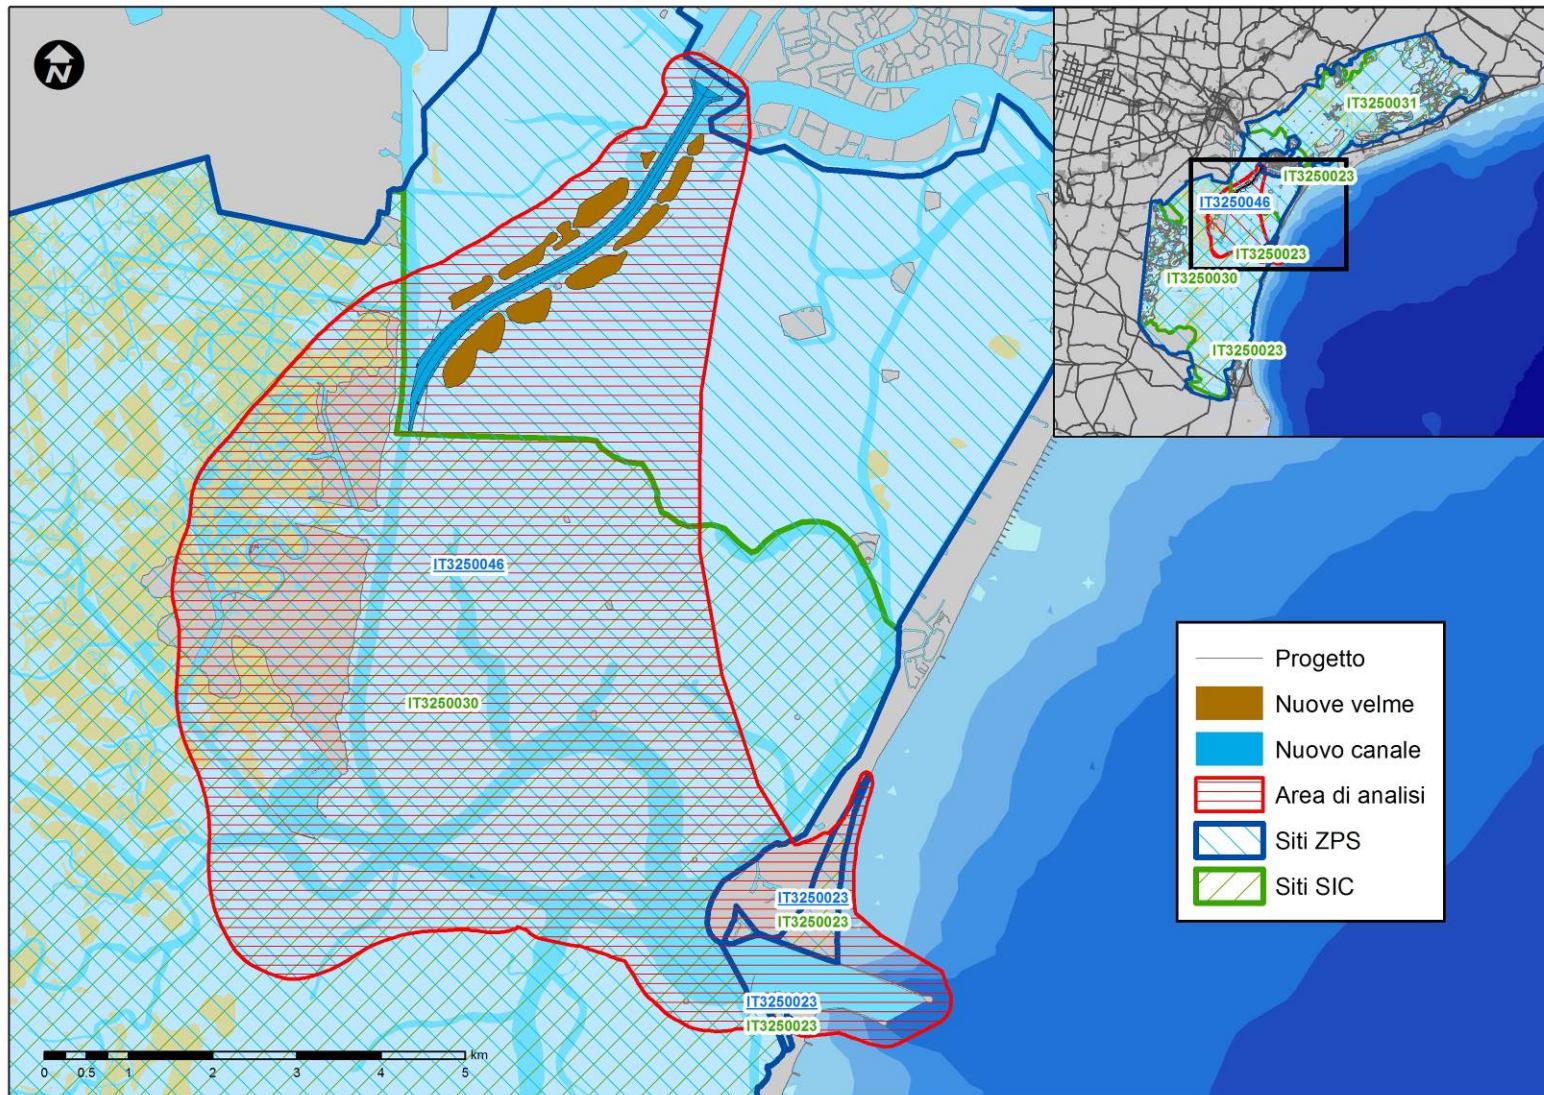 N
IT3250031
IT3250023
IT3250046
IT3250023
IT3250030
IT3250023
IT3250046
IT3250030
Progetto
Nuove velme
Nuovo canale
Area di analisi
Siti ZPS
Siti SIC
IT3250023
IT3250023
IT3250023
IT3250023
km
0 0.5 1 2 3 4 5